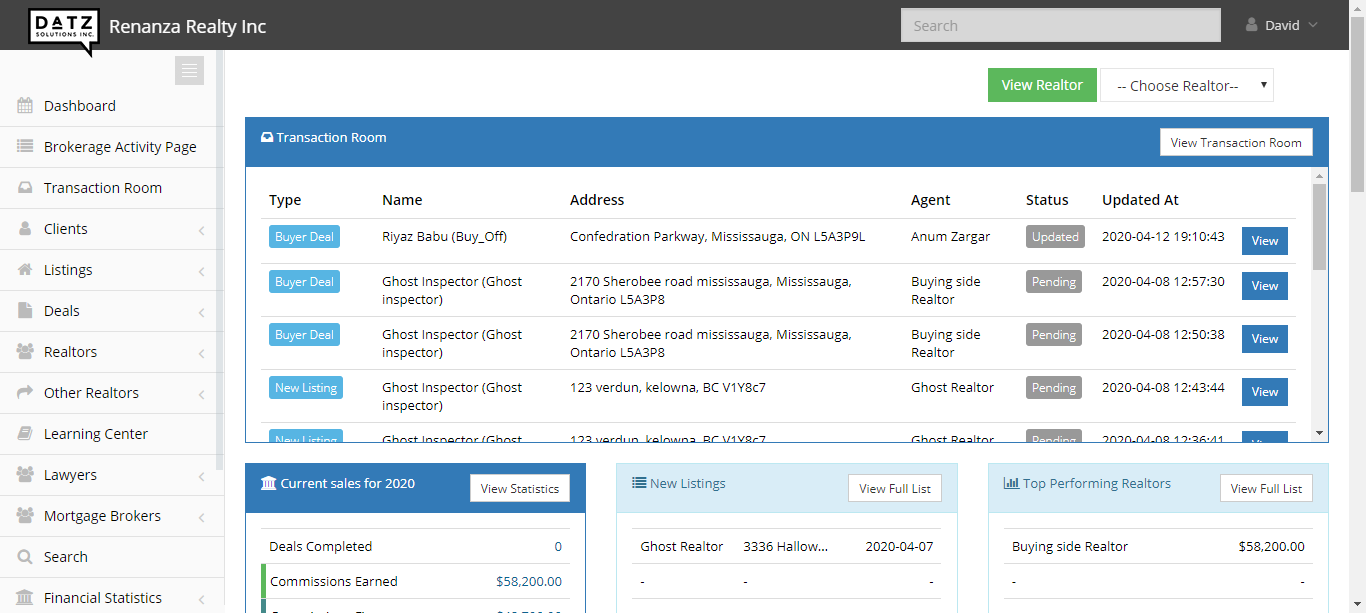 DATZ
SOLUTIONS INC.
Renanza Realty Inc
Search
David
Dashboard
Brokerage Activity Page
Transaction Room
Clients
Listings
Deals
Realtors
Other Realtors
Learning Center
Lawyers
Mortgage Brokers
Search
Financial Statistics
View Realtor
-- Choose Realtor--
Transaction Room
View Transaction Room
Type Name Address Agent Status Updated At
Buyer Deal Riyaz Babu (Buy_Off) Confedration Parkway, Mississauga, ON L5A3P9L Anum Zargar Updated 2020-04-12 19:10:43 View
Buyer Deal Ghost Inspector (Ghost 2170 Sherobee road mississauga, Mississauga, Buying side Pending 2020-04-08 12:57:30 View
inspector) Ontario L5A3P8 Realtor
Buyer Deal Ghost Inspector (Ghost 2170 Sherobee road mississauga, Mississauga, Buying side Pending 2020-04-08 12:50:38 View
inspector) Ontario L5A3P8 Realtor
New Listing Ghost Inspector (Ghost 123 verdun, kelowna, BC V1Y8c7 Ghost Realtor Pending 2020-04-08 12:43:44 View
inspector)
New Listing Ghost Inspector (Ghost 123 verdun, kelowna, BC V1Y8c7 Ghost Realtor Pending 2020-04-08 12:36:41
Current sales for 2020
View Statistics
Deals Completed 0
Commissions Earned $58,200.00
New Listings
View Full List
Ghost Realtor 3336 Hallow... 2020-04-07
- - -
Top Performing Realtors
View Full List
Buying side Realtor $58,200.00
- -